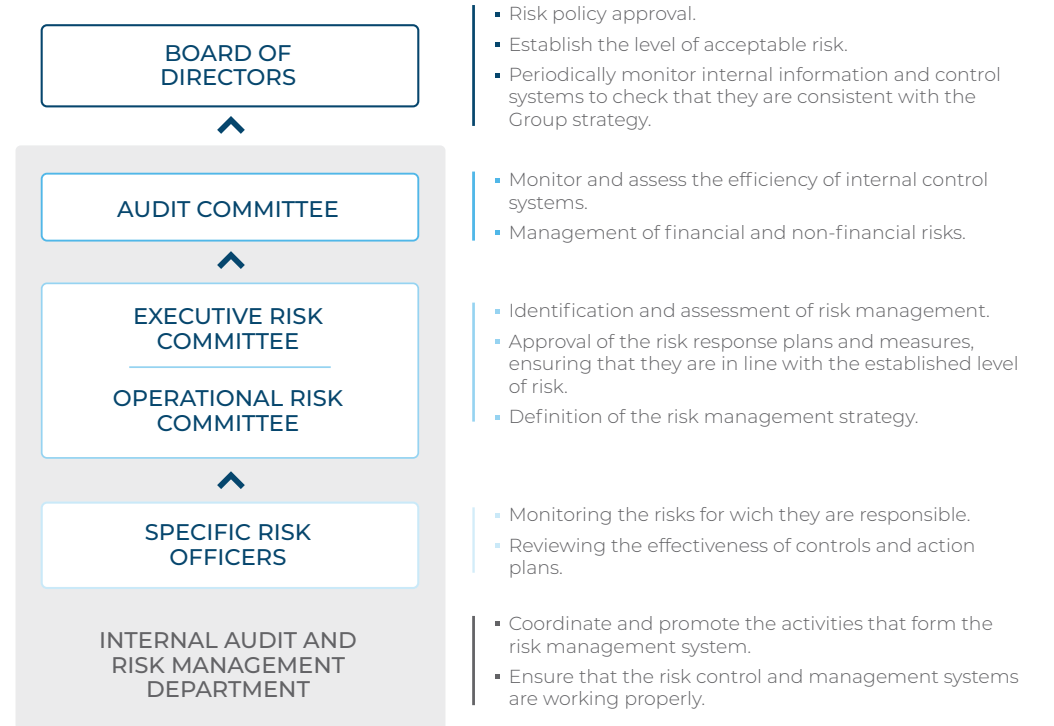 BOARD OF
DIRECTORS
Risk policy approval.
Establish the level of acceptable risk.
Periodically monitor internal information and control
systems to check that they are consistent with the
Group strategy.
AUDIT COMMITTEE
Monitor and assess the efficiency of internal control
systems.
Management of financial and non-financial risks.
EXECUTIVE RISK
COMMITTEE
OPERATIONAL RISK
COMMITTEE
Identification and assessment of risk management.
Approval of the risk response plans and measures,
ensuring that they are in line with the established level
of risk.
Definition of the risk management strategy.
SPECIFIC RISK
OFFICERS
Monitoring the risks for wich they are responsible.
Reviewing the effectiveness of controls and action
plans.
INTERNAL AUDIT AND
RISK MANAGEMENT
DEPARTMENT
Coordinate and promote the activities that form the
risk management system.
Ensure that the risk control and management systems
are working properly.